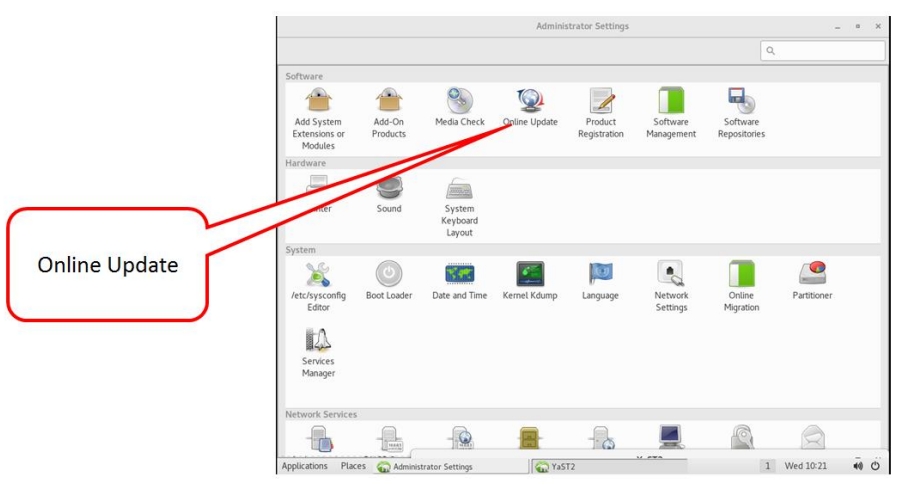 Administrator Settings
Software
Add System
Extensions or
Modules
Add-On
Products
Media Check
Online Update
Product
Registration
Software
Management
Software
Repositories
Hardware
Sound
System
Keyboard
Layout
Online Update
System
/etc/sysconfig
Editor
Boot Loader
Date and Time
Kernel Kdump
Language
Network
Settings
Online
Migration
Partitioner
Services
Manager
Network Services
Applications Places Administrator Settings YaST2 1 Wed 10:21